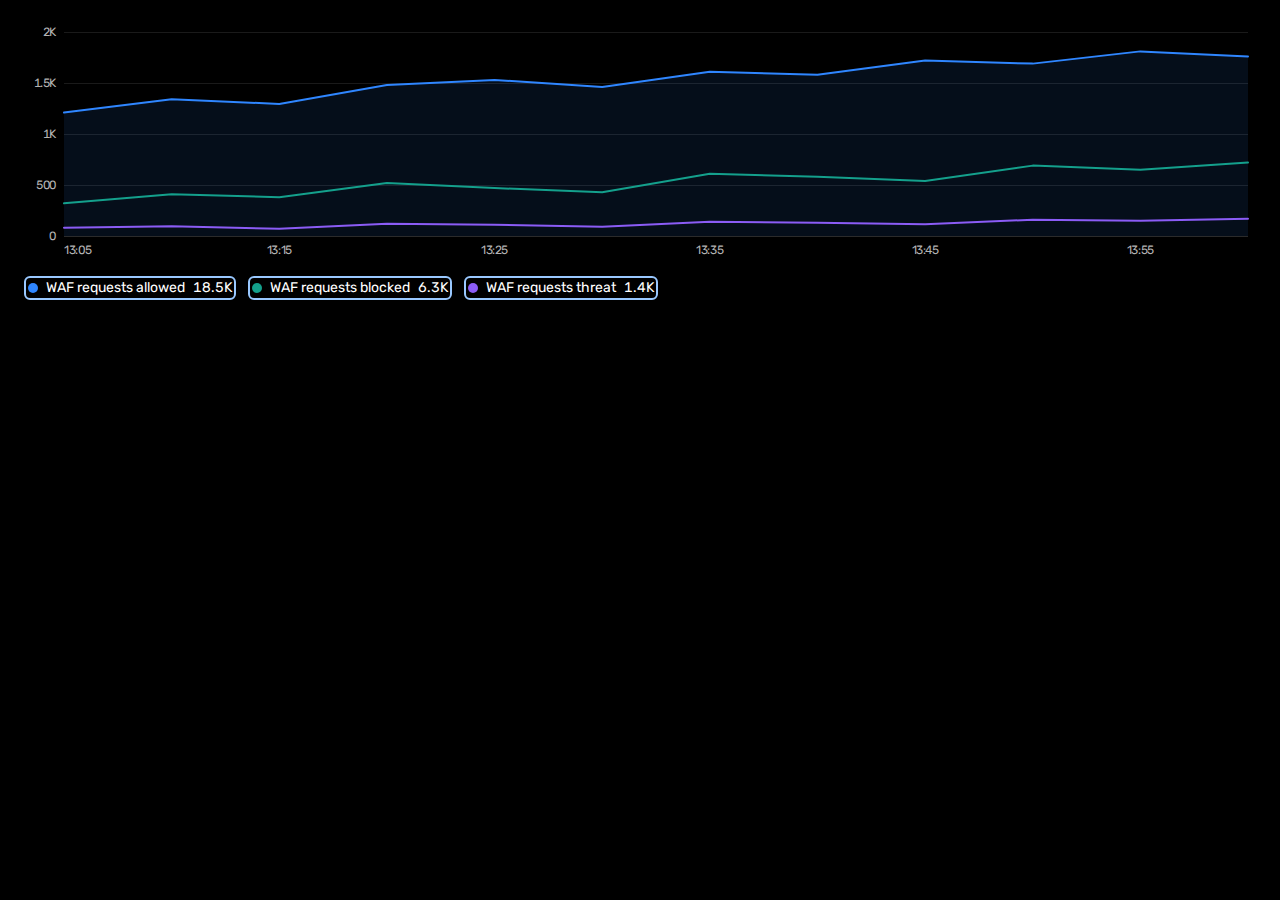 2K
1.5K
1K
500
0
13:05 13:15 13:25 13:35 13:45 13:55
WAF requests allowed 18.5K WAF requests blocked 6.3K WAF requests threat 1.4K